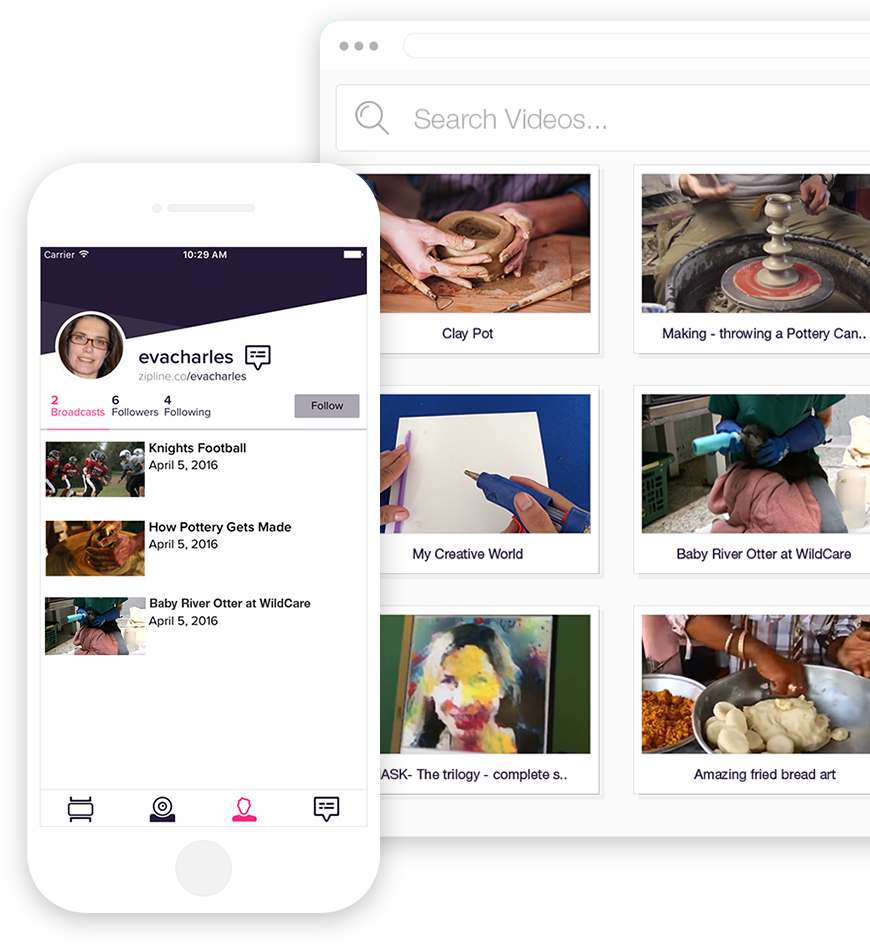 Search Videos...
Clay Pot
Making - throwing a Pottery Can..
My Creative World
Baby River Otter at WildCare
ASK- The trilogy - complete s..
Amazing fried bread art
Carrier
10:29 AM
evacharles
zipline.co/evacharles
2 6 4
Broadcasts Followers Following
Follow
Knights Football
April 5, 2016
How Pottery Gets Made
April 5, 2016
Baby River Otter at WildCare
April 5, 2016